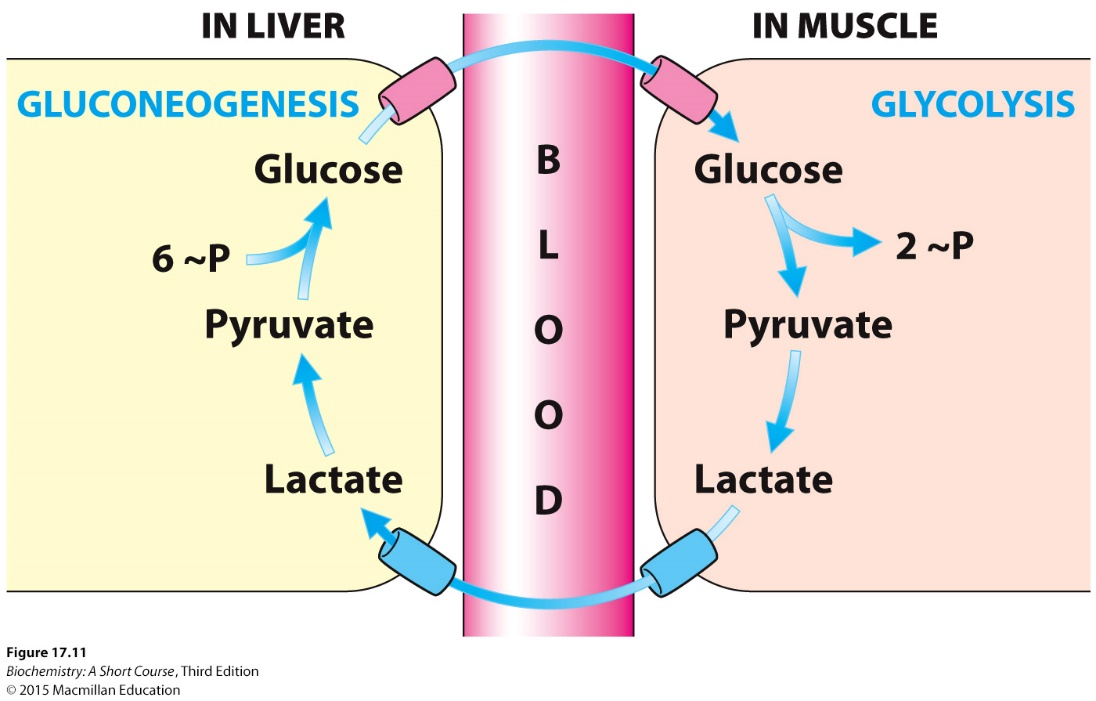 IN LIVER
IN MUSCLE
GLUCONEOGENESIS
GLYCOLYSIS
Glucose
6 ~P
Pyruvate
Lactate
B
L
O
O
D
Glucose
2 ~P
Pyruvate
Lactate
Figure 17.11
Biochemistry: A Short Course, Third Edition
© 2015 Macmillan Education